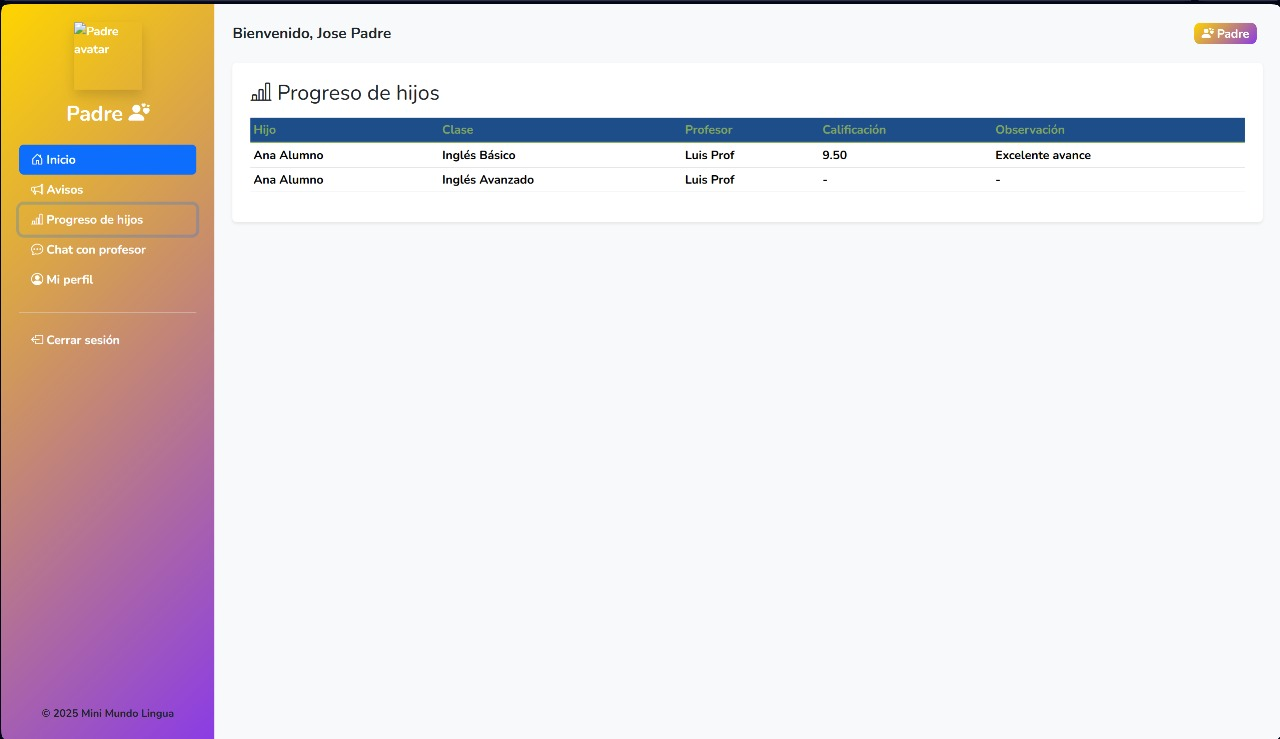 Padre
avatar
Padre
Inicio
Avisos
Progreso de hijos
Chat con profesor
Mi perfil
Cerrar sesión
© 2025 Mini Mundo Lingua
Bienvenido, Jose Padre
Padre
Progreso de hijos
Hijo Clase Profesor Calificación Observación
Ana Alumno Inglés Básico Luis Prof 9.50 Excelente avance
Ana Alumno Inglés Avanzado Luis Prof - -